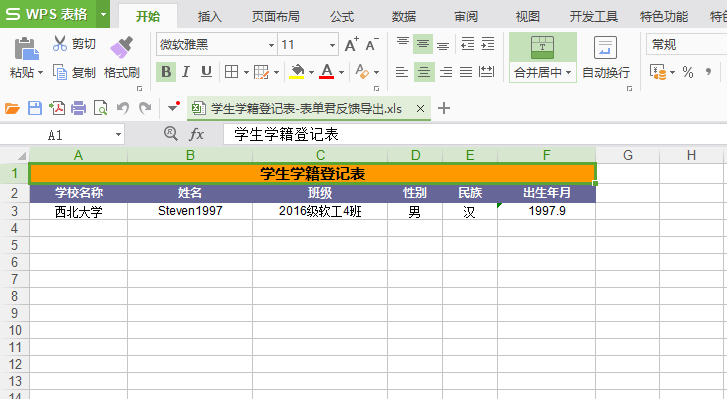 S WPS 表格 开始 插入 页面布局 公式 数据 审阅 视图 开发工具 特色功能 特色
粘贴 剪切 复制 格式刷 微软雅黑 11 A+ A- B I U A 合并居中 自动换行 常规 % ,
学生学籍登记表-表单君反馈导出.xls × +
A1 fx 学生学籍登记表
A B C D E F G H
1 学生学籍登记表
2 学校名称 姓名 班级 性别 民族 出生年月
3 西北大学 Steven1997 2016级软工4班 男 汉 1997.9
4
5
6
7
8
9
10
11
12
13
14